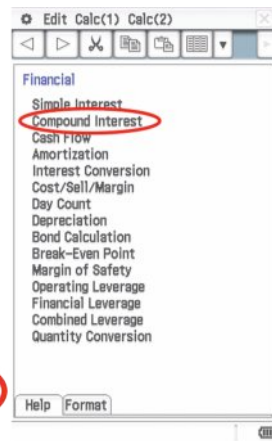 Edit Calc(1) Calc(2)
Financial
Simple Interest
Compound Interest
Cash Flow
Amortization
Interest Conversion
Cost/Sell/Margin
Day Count
Depreciation
Bond Calculation
Break-Even Point
Margin of Safety
Operating Leverage
Financial Leverage
Combined Leverage
Quantity Conversion
Help Format